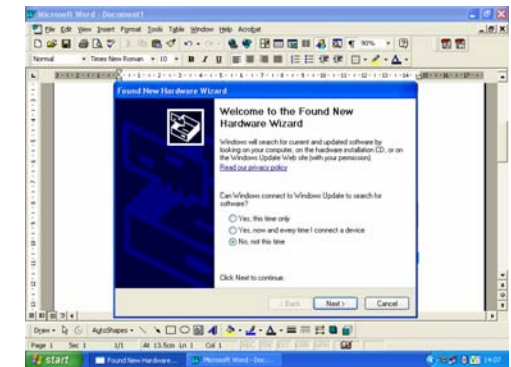 Microsoft Word - Document1
File Edit View Insert Format Tools Table Window Help Acrobat
90%
Normal Times New Roman 10 B I U
Found New Hardware Wizard
Welcome to the Found New
Hardware Wizard
Windows will search for current and updated software by
looking on your computer, on the hardware installation CD, or on
the Windows Update Web site (with your permission).
Read our privacy policy
Can Windows connect to Windows Update to search for
software?
Yes, this time only
Yes, now and every time I connect a device
No, not this time
Click Next to continue.
< Back Next > Cancel
Draw AutoShapes
Page 1 Sec 1 1/1 At 13.5cm Ln 1 Col 1 REC TRK EXT OVR
start Found New Hardware... Microsoft Word - Doc... 14:07